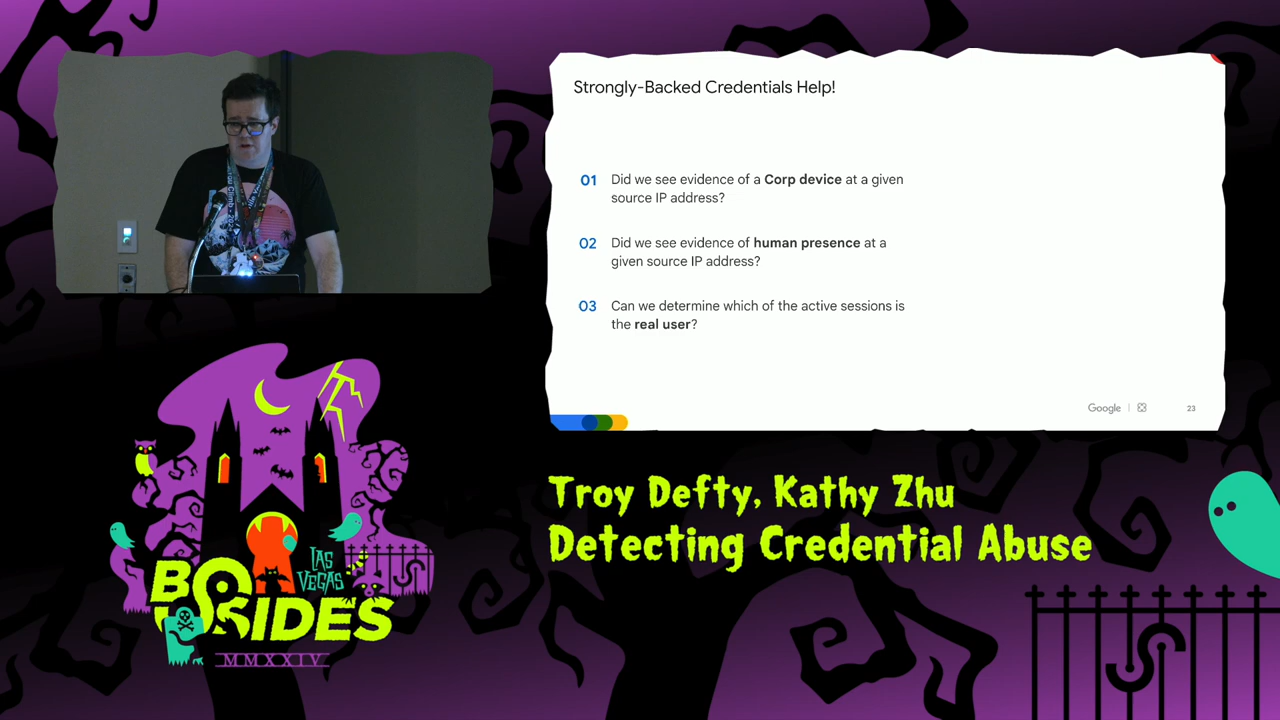 Strongly-Backed Credentials Help!
01 Did we see evidence of a Corp device at a given
source IP address?
02 Did we see evidence of human presence at a
given source IP address?
03 Can we determine which of the active sessions is
the real user?
Google
23
LAS
VEGAS
BSIDES
MMXXIV
Troy Defty, Kathy Zhu
Detecting Credential Abuse